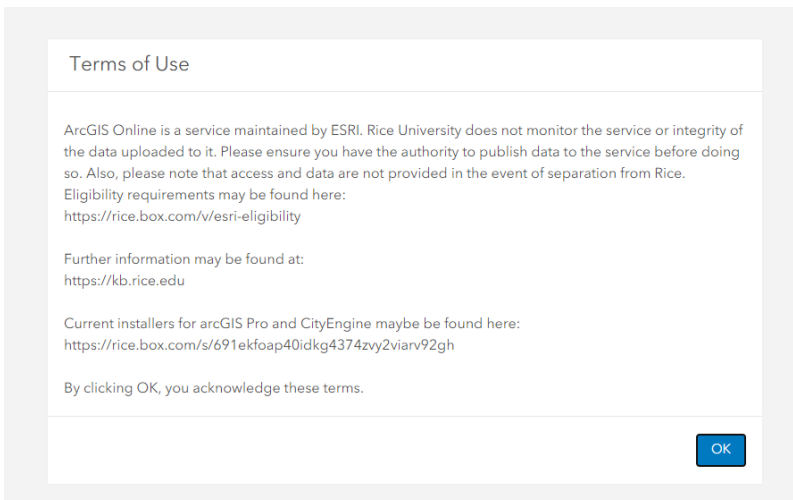 Terms of Use
ArcGIS Online is a service maintained by ESRI. Rice University does not monitor the service or integrity of
the data uploaded to it. Please ensure you have the authority to publish data to the service before doing
so. Also, please note that access and data are not provided in the event of separation from Rice.
Eligibility requirements may be found here:
https://rice.box.com/v/esri-eligibility
Further information may be found at:
https://kb.rice.edu
Current installers for arcGIS Pro and CityEngine maybe be found here:
https://rice.box.com/s/691ekfoap40idkg4374zvy2viarv92gh
By clicking OK, you acknowledge these terms.
OK